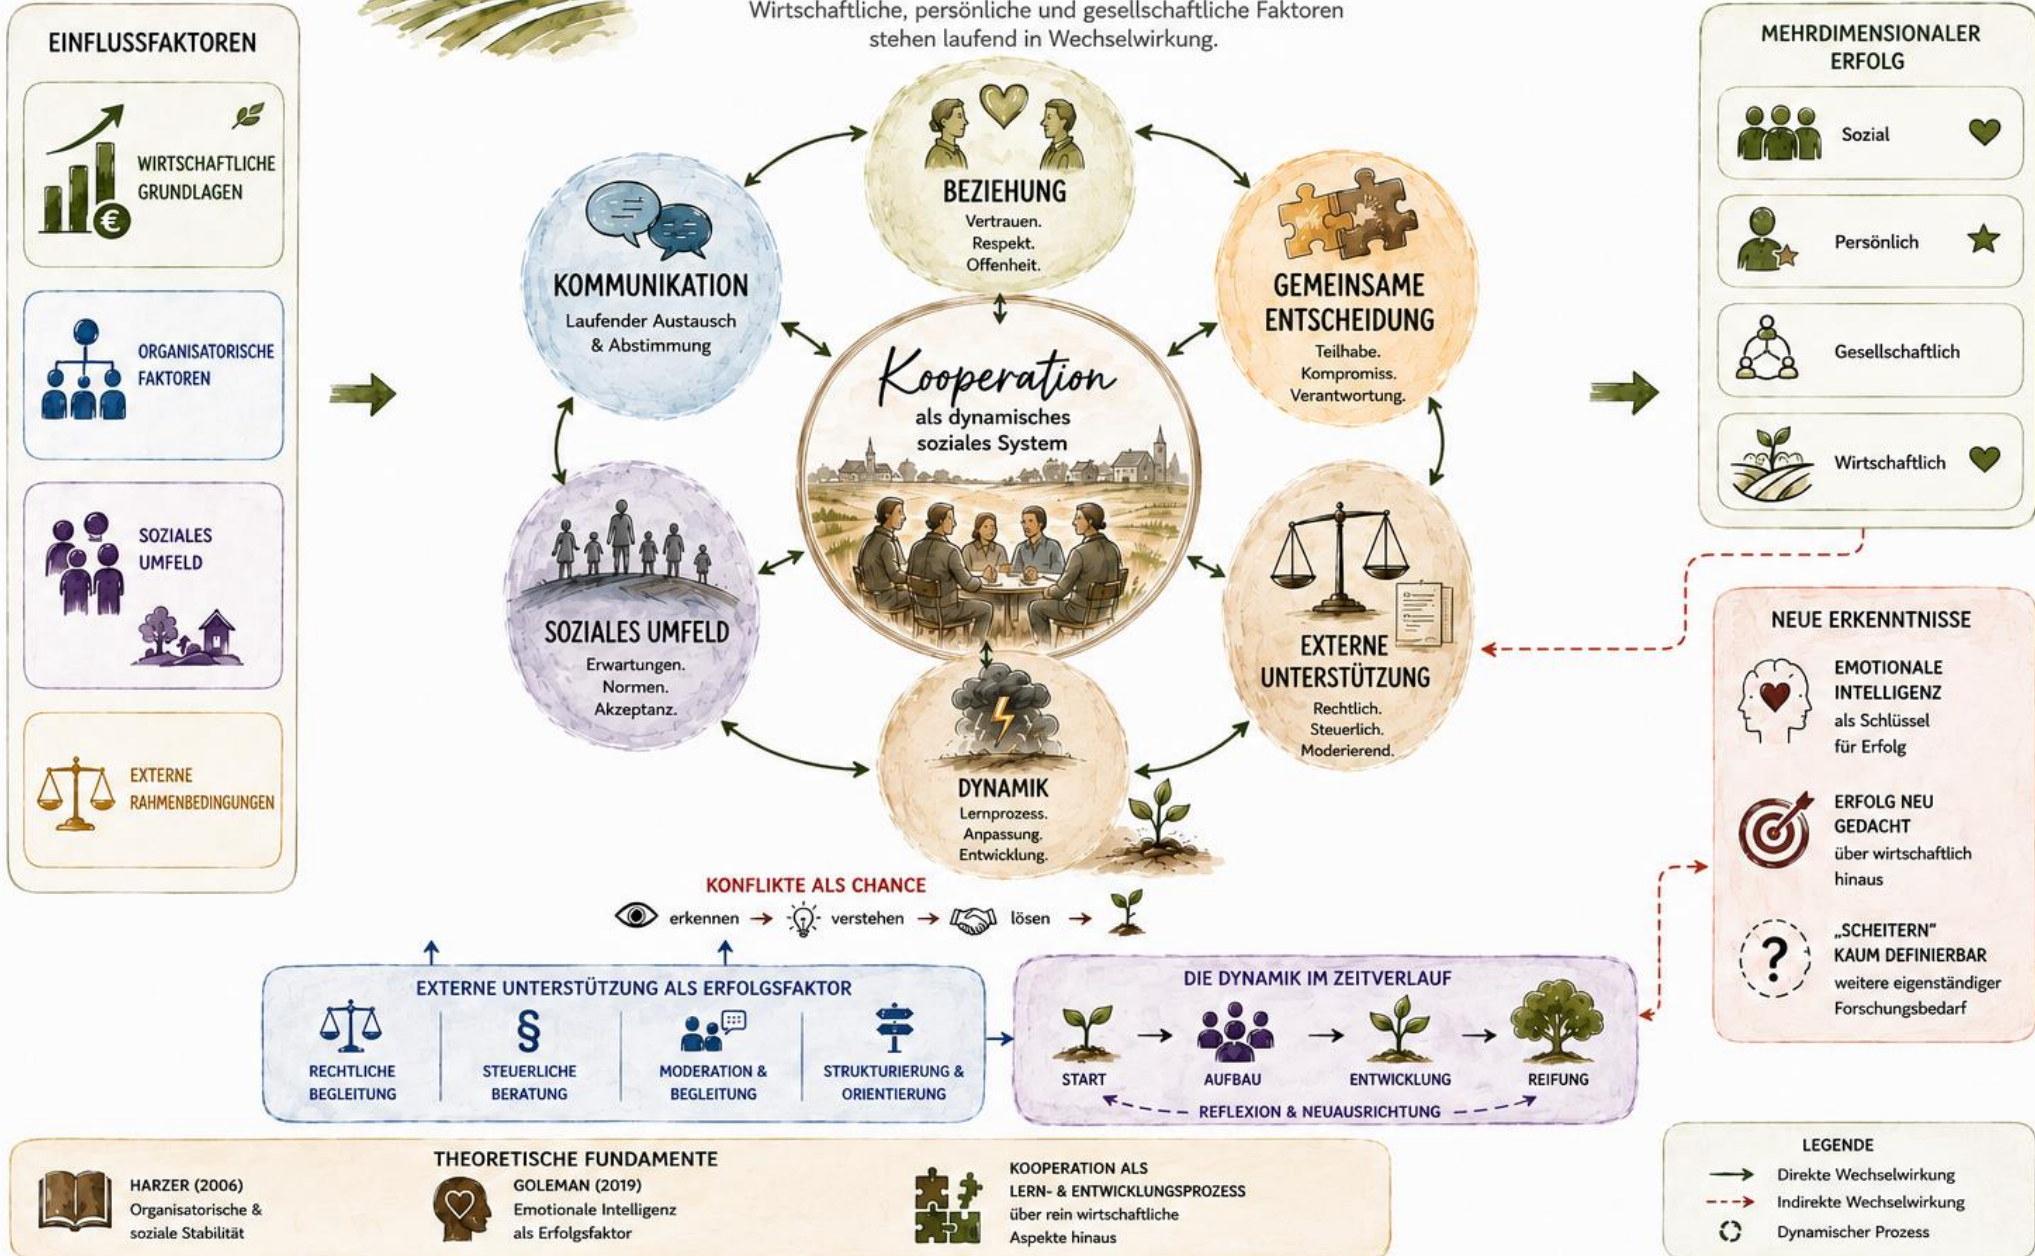 Wirtschaftliche, persönliche und gesellschaftliche Faktoren
stehen laufend in Wechselwirkung.
EINFLUSSFAKTOREN
WIRTSCHAFTLICHE
GRUNDLAGEN
€
ORGANISATORISCHE
FAKTOREN
SOZIALES
UMFELD
EXTERNE
RAHMENBEDINGUNGEN
BEZIEHUNG
Vertrauen.
Respekt.
Offenheit.
KOMMUNIKATION
Laufender Austausch
& Abstimmung
GEMEINSAME
ENTSCHEIDUNG
Teilhabe.
Kompromiss.
Verantwortung.
Kooperation
als dynamisches
soziales System
SOZIALES UMFELD
Erwartungen.
Normen.
Akzeptanz.
EXTERNE
UNTERSTÜTZUNG
Rechtlich.
Steuerlich.
Moderierend.
DYNAMIK
Lernprozess.
Anpassung.
Entwicklung.
MEHRDIMENSIONALER
ERFOLG
Sozial
Persönlich
Gesellschaftlich
Wirtschaftlich
NEUE ERKENNTNISSE
EMOTIONALE
INTELLIGENZ
als Schlüssel
für Erfolg
ERFOLG NEU
GEDACHT
über wirtschaftlich
hinaus
?
„SCHEITERN"
KAUM DEFINIERBAR
weitere eigenständiger
Forschungsbedarf
KONFLIKTE ALS CHANCE
erkennen → verstehen → lösen →
EXTERNE UNTERSTÜTZUNG ALS ERFOLGSFAKTOR
RECHTLICHE
BEGLEITUNG
§
STEUERLICHE
BERATUNG
MODERATION &
BEGLEITUNG
STRUKTURIERUNG &
ORIENTIERUNG
DIE DYNAMIK IM ZEITVERLAUF
START
AUFBAU
ENTWICKLUNG
REIFUNG
REFLEXION & NEUAUSRICHTUNG
THEORETISCHE FUNDAMENTE
HARZER (2006)
Organisatorische &
soziale Stabilität
GOLEMAN (2019)
Emotionale Intelligenz
als Erfolgsfaktor
KOOPERATION ALS
LERN- & ENTWICKLUNGSPROZESS
über rein wirtschaftliche
Aspekte hinaus
LEGENDE
Direkte Wechselwirkung
Indirekte Wechselwirkung
Dynamischer Prozess